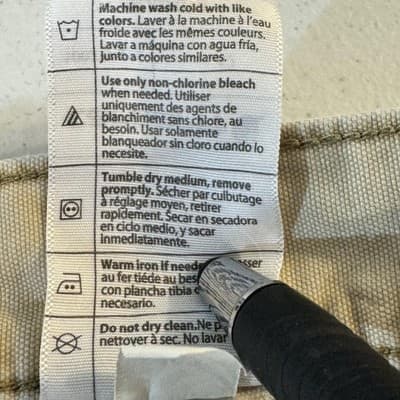 Machine wash cold with like
colors. Laver à la machine à l'eau
froide avec les mêmes couleurs.
Lavar a máquina con agua fría,
junto a colores similares.
Use only non-chlorine bleach
when needed. Utiliser
uniquement des agents de
blanchiment sans chlore, au
besoin. Usar solamente
blanqueador sin cloro cuando lo
necesite.
Tumble dry medium, remove
promptly. Sécher par culbutage
à réglage moyen, retirer
rapidement. Secar en secadora
en ciclo medio, y sacar
inmediatamente.
Warm iron if
au fer tiéde au
con plancha tibia
necesario.
Do not dry clean. Ne
nettoyer à sec. No lavar